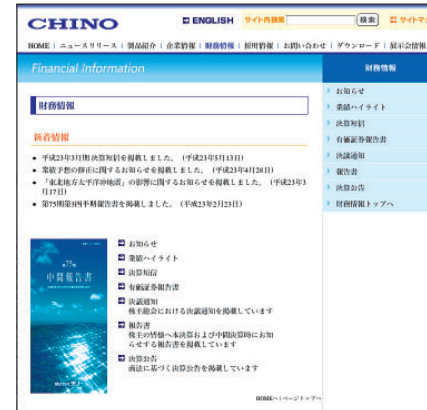 CHINO
ENGLISH サイト内検索 検索 サイトマ
HOME | ニュースリリース | 製品紹介 | 企業情報 | 財務情報 | 採用情報 | お問い合わせ | ダウンロード | 展示会情報
Financial Information
財務情報
財務情報
新着情報
• 平成23年3月期 決算短信を掲載しました。 (平成23年5月13日)
• 業績予想の修正に関するお知らせを掲載しました。 (平成23年4月28日)
• 「東北地方太平洋沖地震」の影響に関するお知らせを掲載しました。 (平成23年3
月17日)
• 第75期第3四半期報告書を掲載しました。 (平成23年2月23日)
お知らせ
業績ハイライト
決算短信
有価証券報告書
決議通知
報告書
決算公告
財務情報トップへ
第75期
中間報告書
株式会社チノー
お知らせ
業績ハイライト
決算短信
有価証券報告書
決議通知
株主総会における決議通知を掲載しています
報告書
株主の皆様へ本決算および中間決算時にお知
らせする報告書を掲載しています
決算公告
商法に基づく決算公告を掲載しています
HOMEへ | ページトップへ